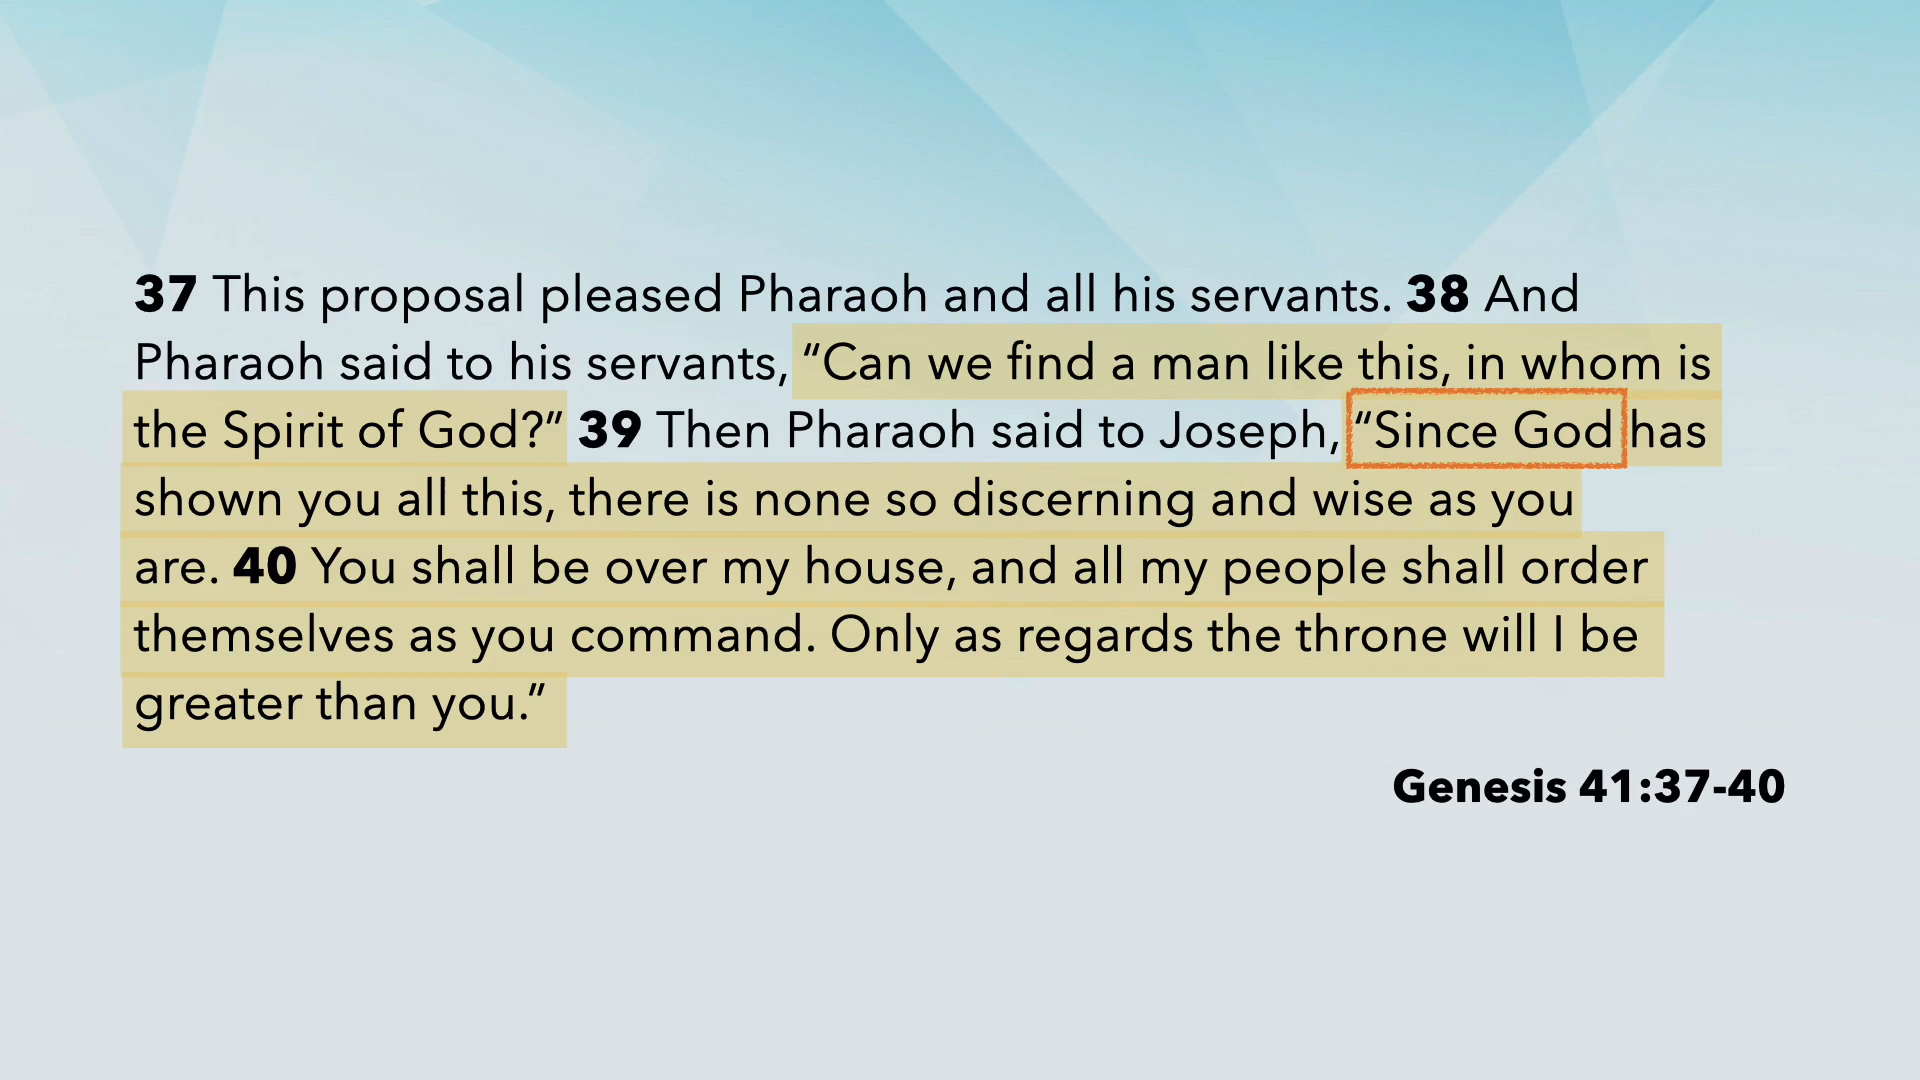 37 This proposal pleased Pharaoh and all his servants. 38 And
Pharaoh said to his servants, “Can we find a man like this, in whom is
the Spirit of God?” 39 Then Pharaoh said to Joseph, “Since God has
shown you all this, there is none so discerning and wise as you
are. 40 You shall be over my house, and all my people shall order
themselves as you command. Only as regards the throne will I be
greater than you.”
Genesis 41:37-40